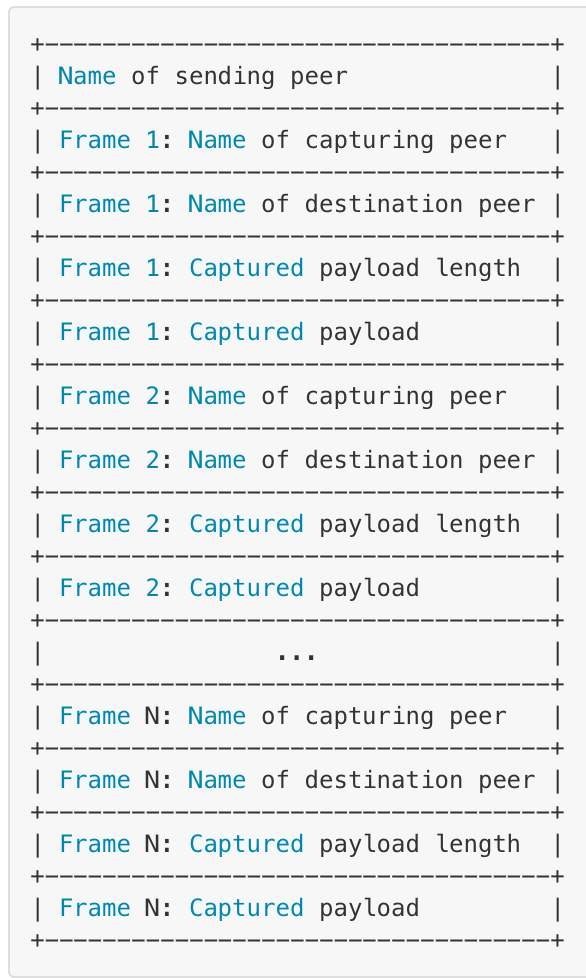 +-----------------------------------+
| Name of sending peer              |
+-----------------------------------+
| Frame 1: Name of capturing peer   |
+-----------------------------------+
| Frame 1: Name of destination peer |
+-----------------------------------+
| Frame 1: Captured payload length  |
+-----------------------------------+
| Frame 1: Captured payload         |
+-----------------------------------+
| Frame 2: Name of capturing peer   |
+-----------------------------------+
| Frame 2: Name of destination peer |
+-----------------------------------+
| Frame 2: Captured payload length  |
+-----------------------------------+
| Frame 2: Captured payload         |
+-----------------------------------+
|                ...                |
+-----------------------------------+
| Frame N: Name of capturing peer   |
+-----------------------------------+
| Frame N: Name of destination peer |
+-----------------------------------+
| Frame N: Captured payload length  |
+-----------------------------------+
| Frame N: Captured payload         |
+-----------------------------------+